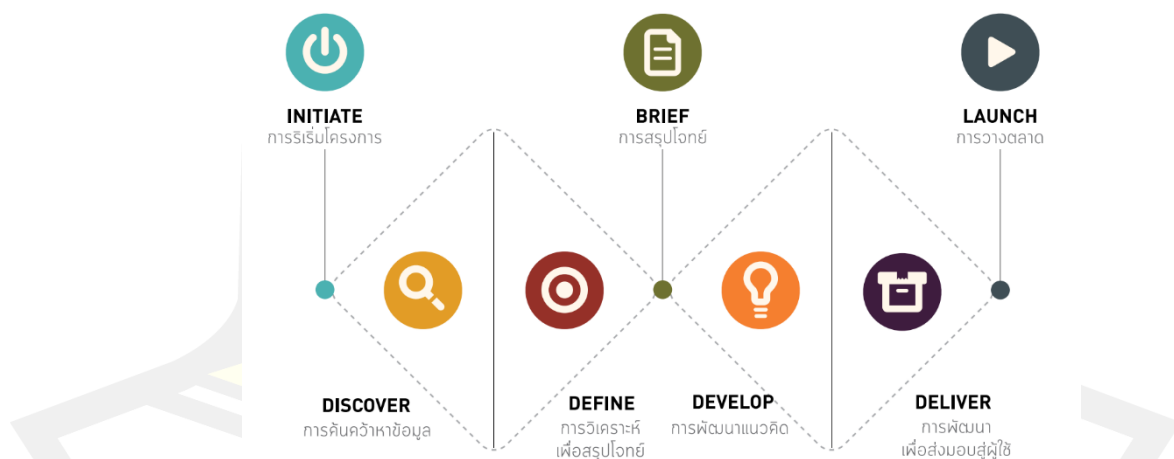 INITIATE
การริเริ่มโครงการ
BRIEF
การสรุปโจทย์
LAUNCH
การวางตลาด
DISCOVER
การค้นคว้าหาข้อมูล
DEFINE
การวิเคราะห์
เพื่อสรุปโจทย์
DEVELOP
การพัฒนาแนวคิด
DELIVER
การพัฒนา
เพื่อส่งมอบสู่ผู้ใช้